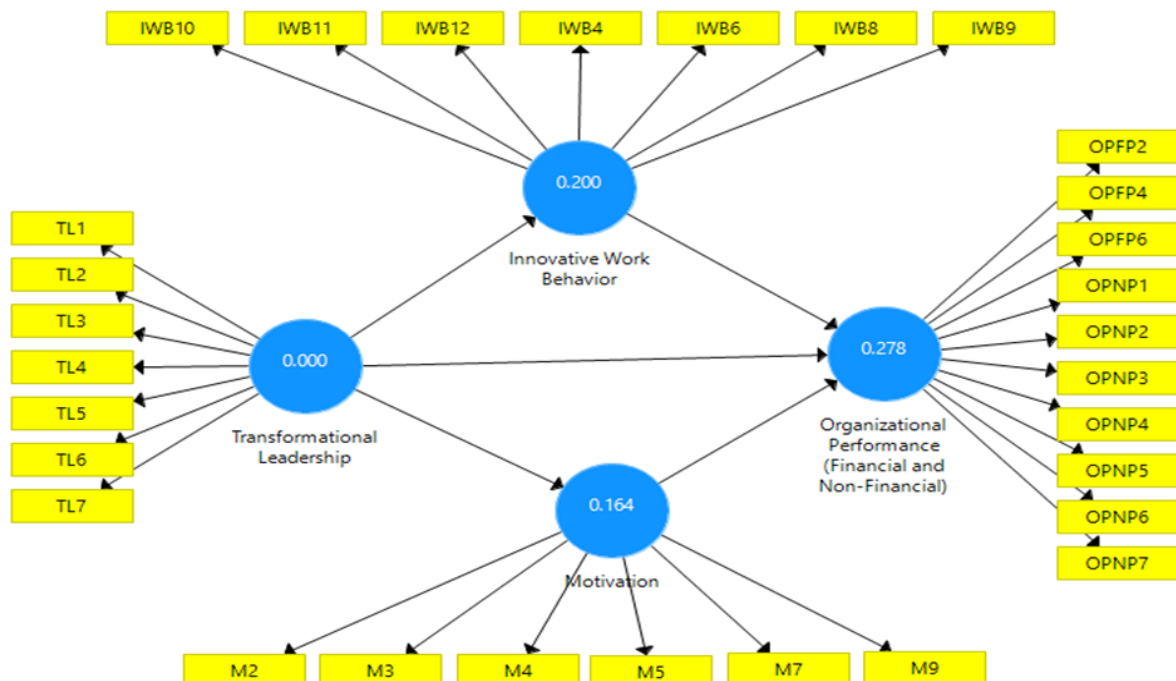 IWB10
IWB11
IWB12
IWB4
IWB6
IWB8
IWB9
OPFP2
OPFP4
OPFP6
OPNP1
OPNP2
OPNP3
OPNP4
OPNP5
OPNP6
OPNP7
0.200
Innovative Work
Behavior
TL1
TL2
TL3
TL4
TL5
TL6
TL7
0.000
Transformational
Leadership
0.278
Organizational
Performance
(Financial and
Non-Financial)
0.164
Motivation
M2
M3
M4
M5
M7
M9